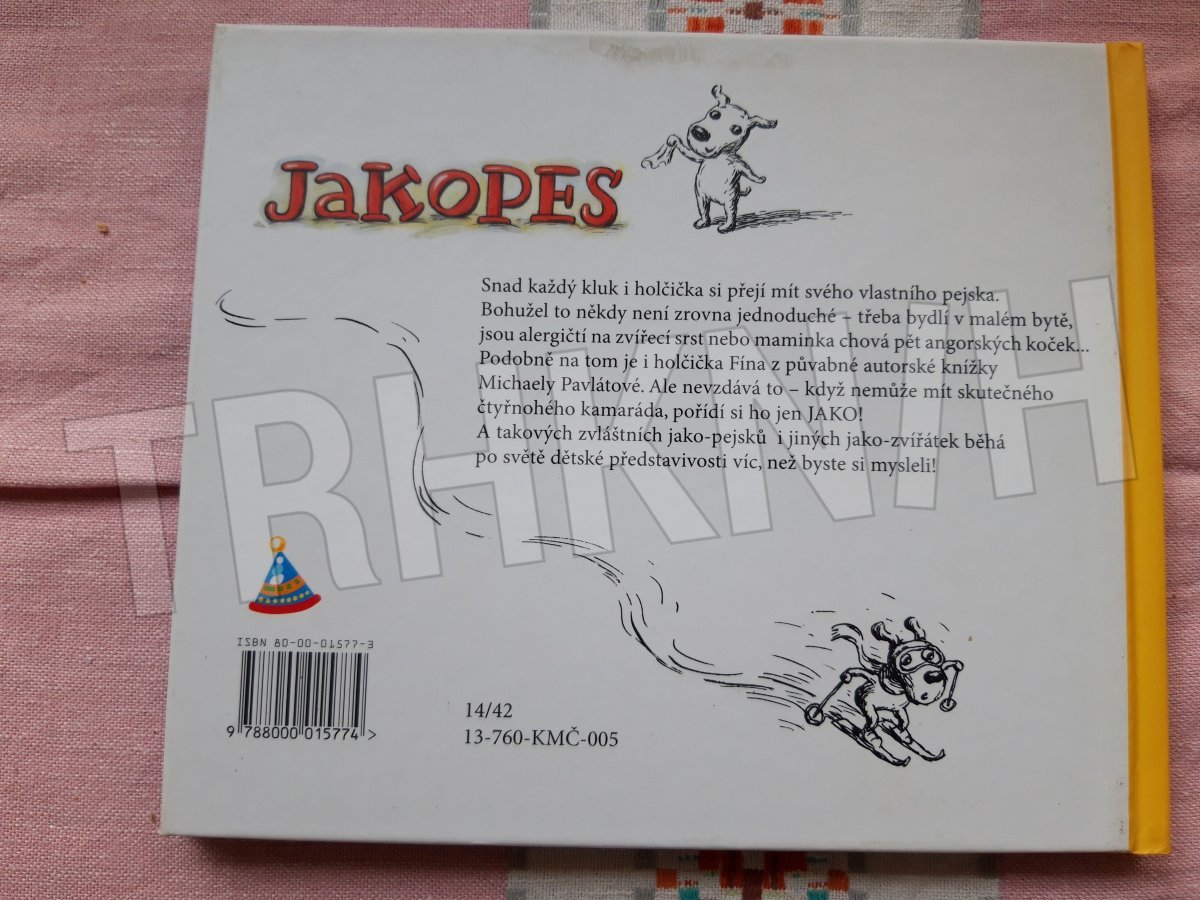 JaKOPES
Snad každý kluk i holčička si přejí mít svého vlastního pejska.
Bohužel to někdy není zrovna jednoduché – třeba bydlí v malém bytě,
jsou alergičtí na zvířecí srst nebo maminka chová pět angorských koček...
Podobně na tom je i holčička Fína z půvabné autorské knížky
Michaely Pavlátové. Ale nevzdává to – když nemůže mít skutečného
čtyřnohého kamaráda, pořídí si ho jen JAKO!
A takových zvláštních jako-pejsků i jiných jako-zvířátek běhá
po světě dětské představivosti víc, než byste si mysleli!
TRHKNIH
ISBN 80-00-01577-3
9 788000 015774 >
14/42
13-760-KMČ-005